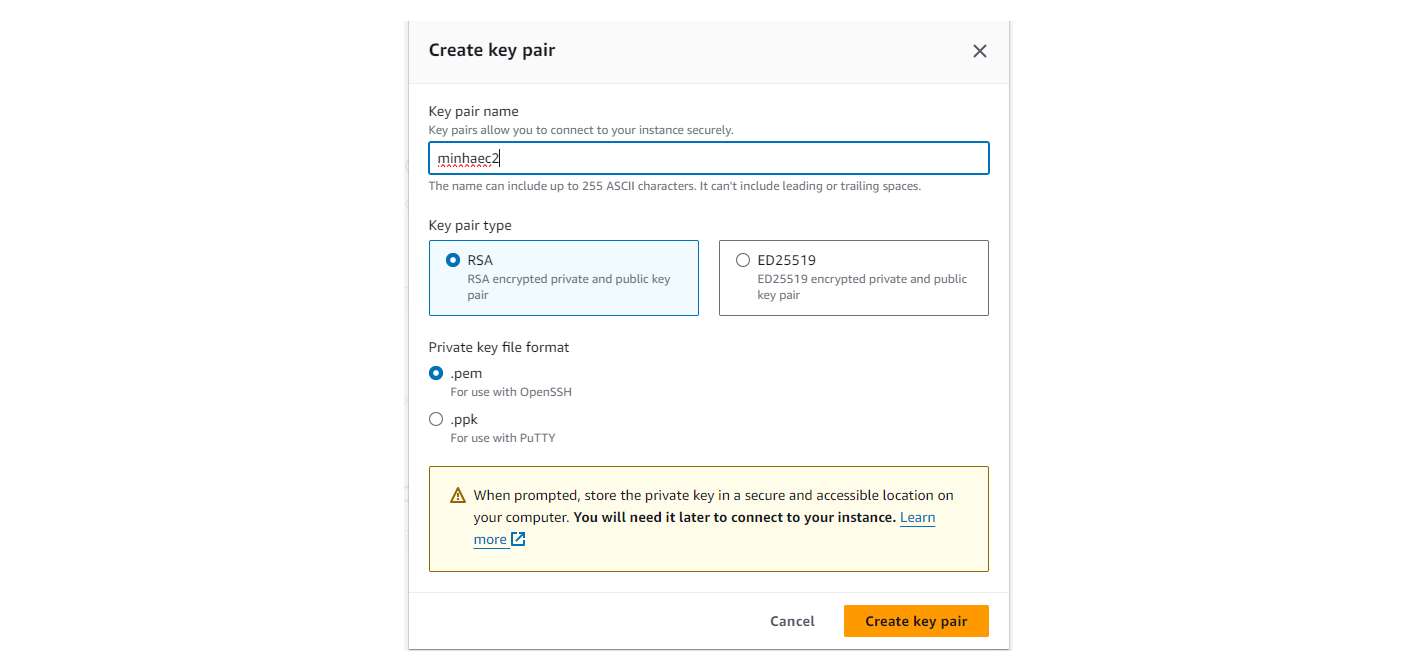 Create key pair
Key pair name
Key pairs allow you to connect to your instance securely.
minhaec2
The name can include up to 255 ASCII characters. It can't include leading or trailing spaces.
Key pair type
RSA
RSA encrypted private and public key
pair
ED25519
ED25519 encrypted private and public
key pair
Private key file format
.pem
For use with OpenSSH
.ppk
For use with PuTTY
When prompted, store the private key in a secure and accessible location on
your computer. You will need it later to connect to your instance. Learn
more
Cancel
Create key pair